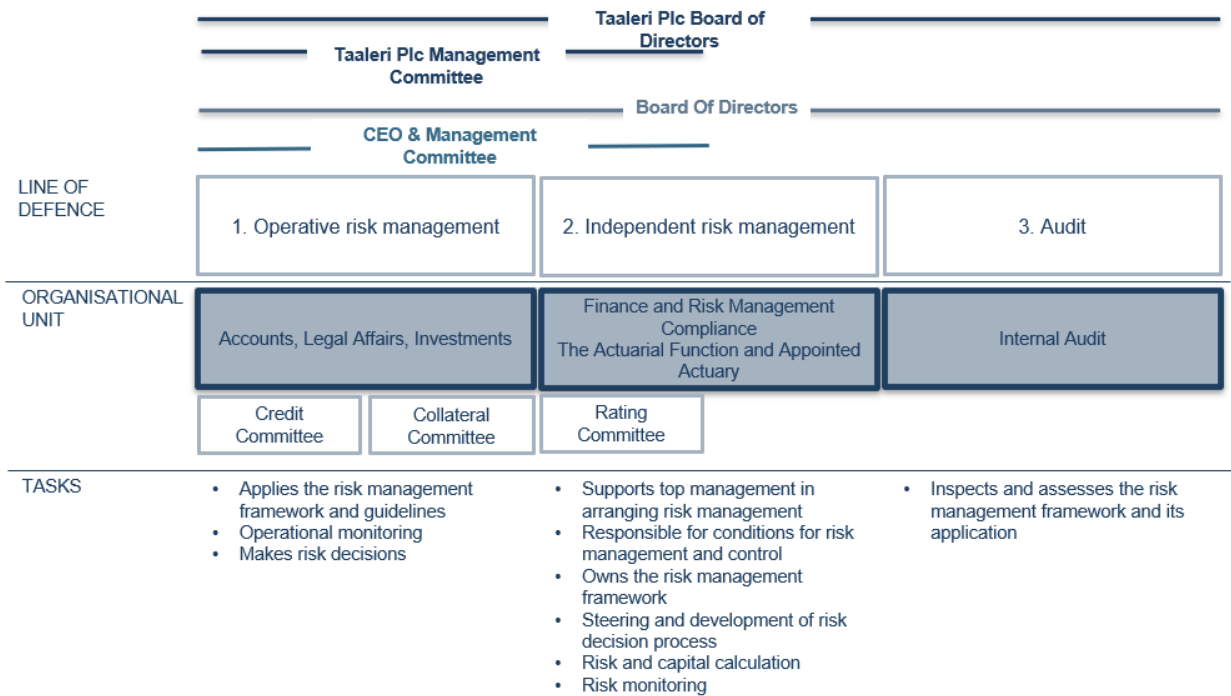 Taaleri Plc Board of
Directors
Taaleri Plc Management
Committee
Board Of Directors
CEO & Management
Committee
LINE OF
DEFENCE
1. Operative risk management
2. Independent risk management
3. Audit
ORGANISATIONAL
UNIT
Accounts, Legal Affairs, Investments
Finance and Risk Management
Compliance
The Actuarial Function and Appointed
Actuary
Internal Audit
Credit
Committee
Collateral
Committee
Rating
Committee
TASKS
• Applies the risk management
framework and guidelines
• Operational monitoring
• Makes risk decisions
• Supports top management in
arranging risk management
• Responsible for conditions for risk
management and control
• Owns the risk management
framework
• Steering and development of risk
decision process
• Risk and capital calculation
• Risk monitoring
• Inspects and assesses the risk
management framework and its
application